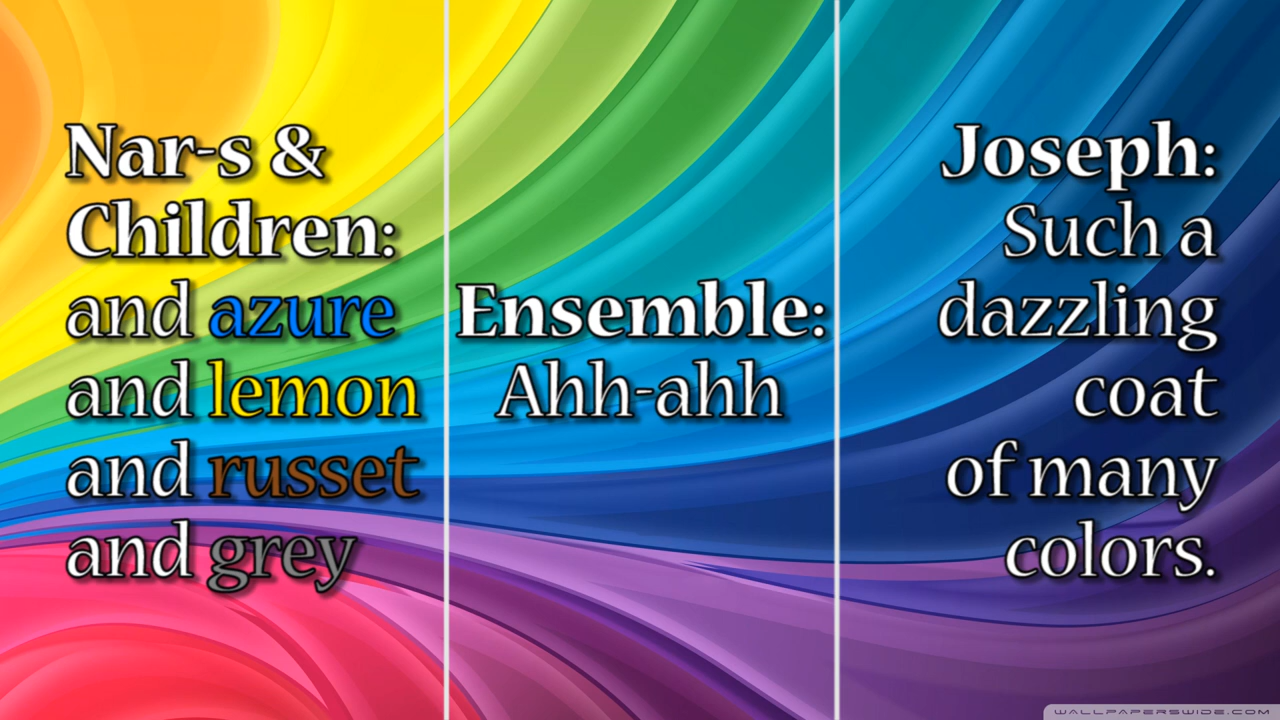 Nar-s &
Children:
and azure
and lemon
and russet
and grey
Ensemble:
Ahh-ahh
Joseph:
Such a
dazzling
coat
of many
colors.
WALLPAPERSWIDE.COM